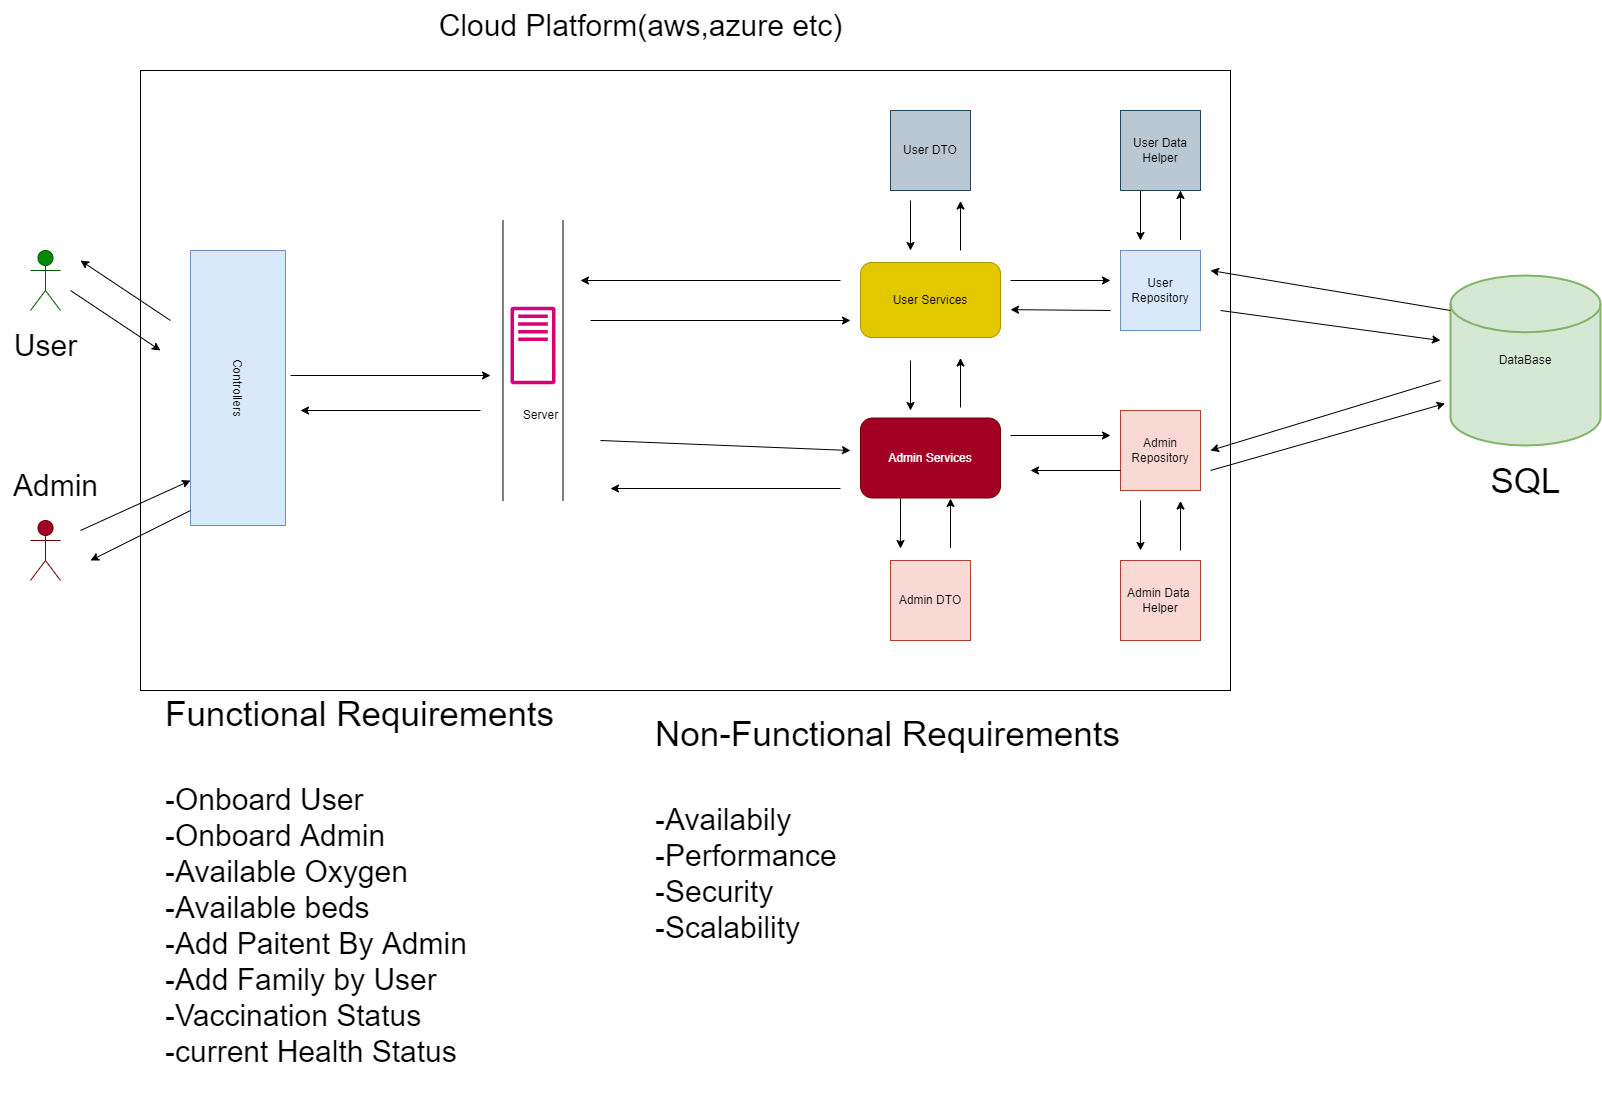 Cloud Platform(aws,azure etc)
User DTO
User Data
Helper
User
Controllers
Server
User Services
User
Repository
DataBase
Admin
Admin Services
Admin
Repository
SQL
Admin DTO
Admin Data
Helper
Functional Requirements
-Onboard User
-Onboard Admin
-Available Oxygen
-Available beds
-Add Paitent By Admin
-Add Family by User
-Vaccination Status
-current Health Status
Non-Functional Requirements
-Availabily
-Performance
-Security
-Scalability